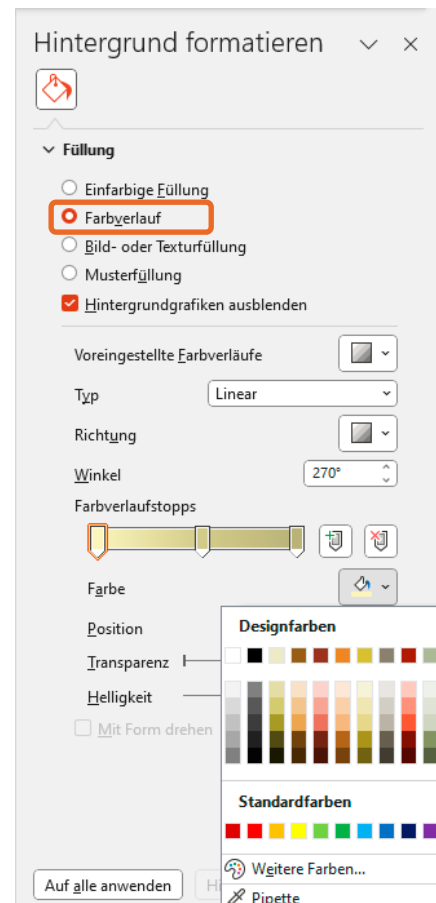 Hintergrund formatieren
Füllung
Einfarbige Füllung
Farbverlauf
Bild- oder Texturfüllung
Musterfüllung
Hintergrundgrafiken ausblenden
Voreingestellte Farbverläufe
Typ Linear
Richtung
Winkel 270°
Farbverlaufstopps
Farbe
Position
Designfarben
Transparenz
Helligkeit
Mit Form drehen
Standardfarben
Weitere Farben...
Auf alle anwenden
Pipette